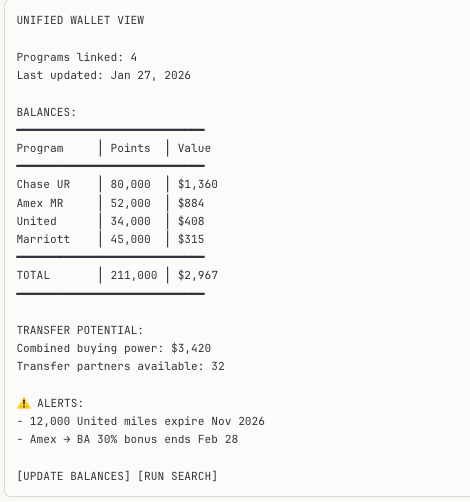 UNIFIED WALLET VIEW
Programs linked: 4
Last updated: Jan 27, 2026
BALANCES:
Program │ Points │ Value
Chase UR │ 80,000 │ $1,360
Amex MR │ 52,000 │ $884
United │ 34,000 │ $408
Marriott │ 45,000 │ $315
TOTAL │ 211,000 │ $2,967
TRANSFER POTENTIAL:
Combined buying power: $3,420
Transfer partners available: 32
⚠️ ALERTS:
- 12,000 United miles expire Nov 2026
- Amex → BA 30% bonus ends Feb 28
[UPDATE BALANCES] [RUN SEARCH]